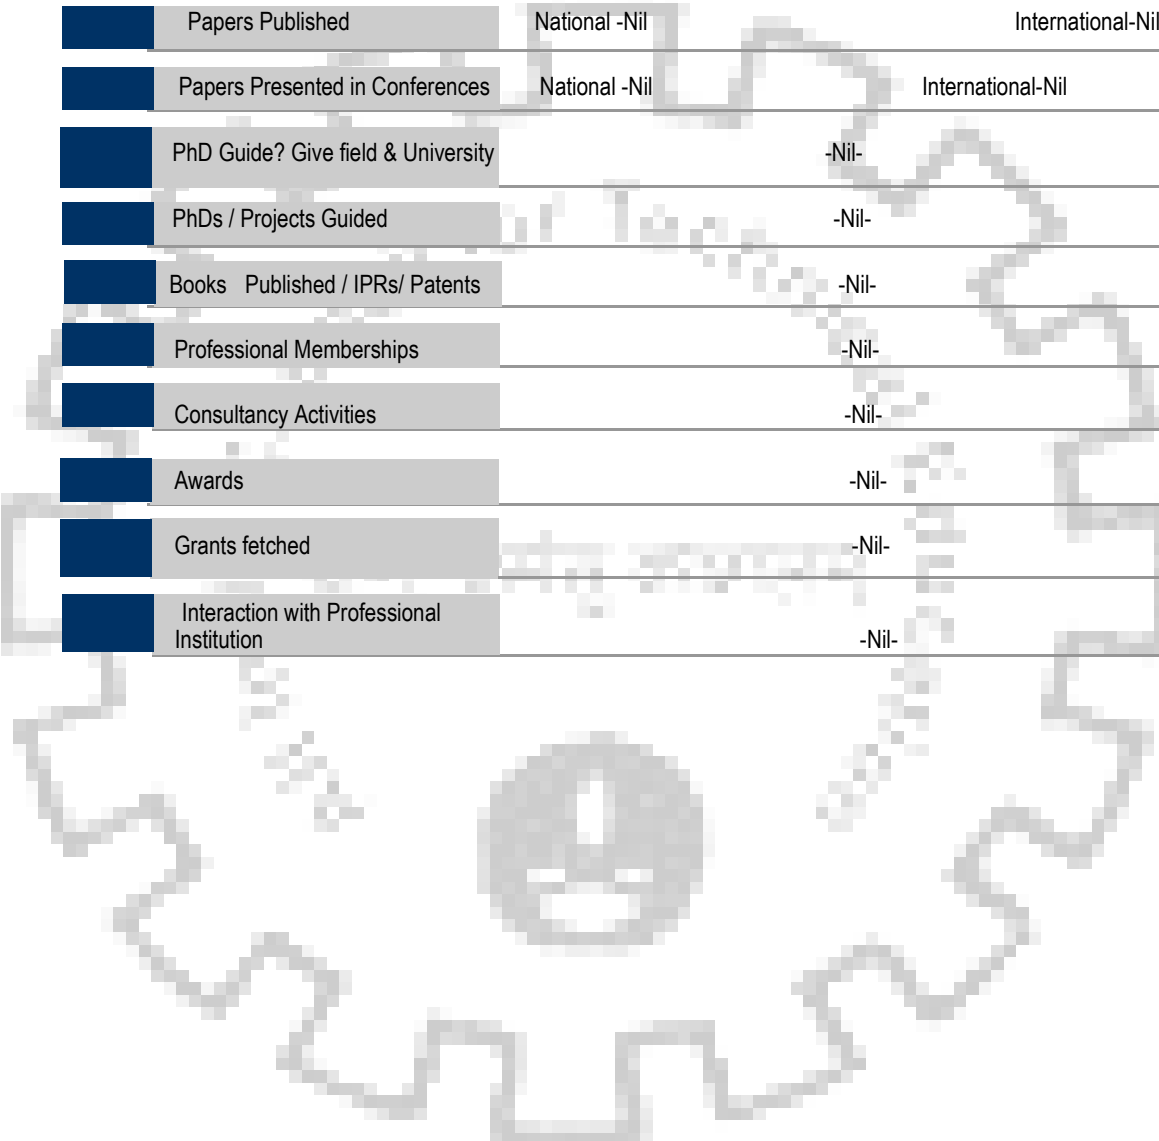 Papers Published National -Nil International-Nil
Papers Presented in Conferences National -Nil International-Nil
PhD Guide? Give field & University -Nil-
PhDs / Projects Guided -Nil-
Books Published / IPRs/ Patents -Nil-
Professional Memberships -Nil-
Consultancy Activities -Nil-
Awards -Nil-
Grants fetched -Nil-
Interaction with Professional
Institution -Nil-